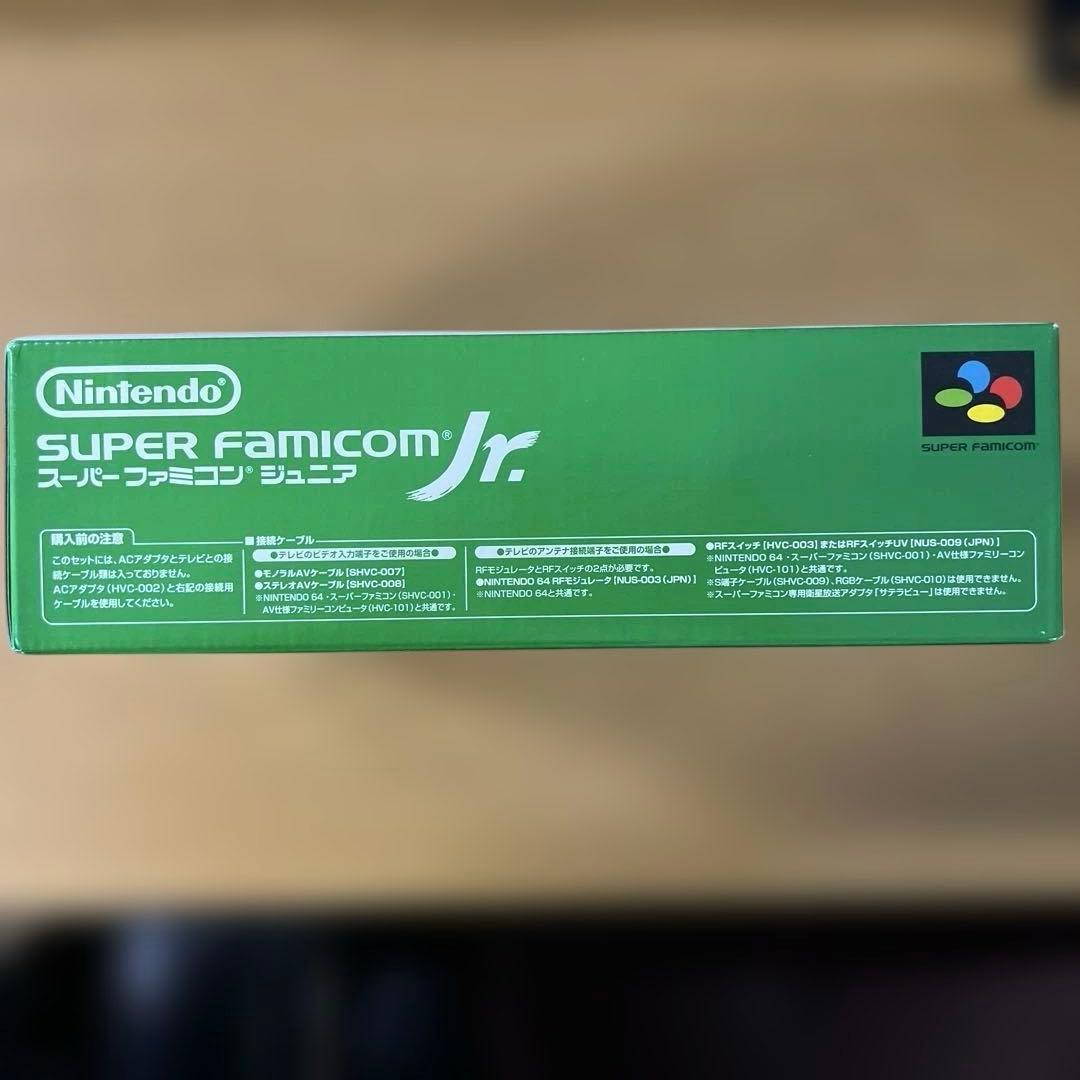 Nintendo®
SUPER FAMICOM® Jr.
スーパーファミコン® ジュニア
SUPER FAMICOM™
購入前の注意
このセットには、ACアダプタとテレビとの接
続ケーブル類は入っておりません。
ACアダプタ(HVC-002)と右記の接続用
ケーブルを使用してください。
■接続ケーブル
●テレビのビデオ入力端子をご使用の場合●
●モノラルAVケーブル[SHVC-007]
●ステレオAVケーブル[SHVC-008]
※NINTENDO 64・スーパーファミコン(SHVC-001)・
AV仕様ファミリーコンピュータ(HVC-101)と共通です。
●テレビのアンテナ接続端子をご使用の場合●
RFモジュレータとRFスイッチの2点が必要です。
●NINTENDO 64 RFモジュレータ[NUS-003(JPN)]
※NINTENDO 64と共通です。
●RFスイッチ[HVC-003]またはRFスイッチUV[NUS-009(JPN)]
※NINTENDO 64・スーパーファミコン(SHVC-001)・AV仕様ファミリーコン
ピュータ(HVC-101)と共通です。
※S端子ケーブル(SHVC-009)、RGBケーブル(SHVC-010)は使用できません。
※スーパーファミコン専用衛星放送アダプタ「サテラビュー」は使用できません。